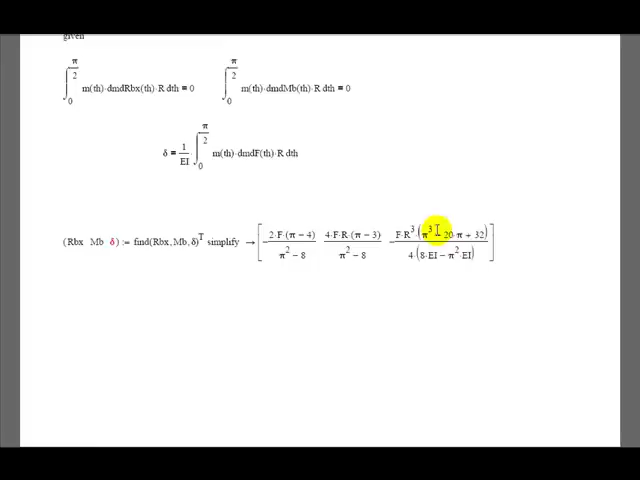 given
∫₀^(π/2) m(th)·dmdRbx(th)·R dth = 0 ∫₀^(π/2) m(th)·dmdMb(th)·R dth = 0
δ = 1/EI · ∫₀^(π/2) m(th)·dmdF(th)·R dth
(Rbx Mb δ) := find(Rbx, Mb, δ)ᵀ simplify → [ 2·F·(π − 4)/(π² − 8) 4·F·R·(π − 3)/(π² − 8) − F·R³·(π³ 20·π + 32)/(4·(8·EI − π²·EI)) ]